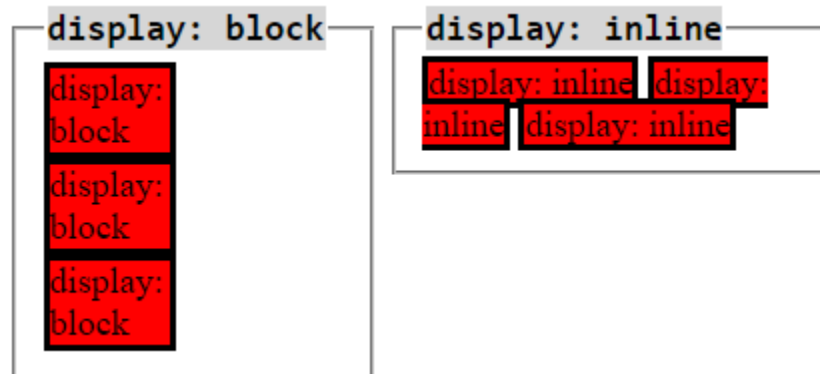 display: block
display:
block
display:
block
display:
block
display: inline
display: inline display:
inline display: inline